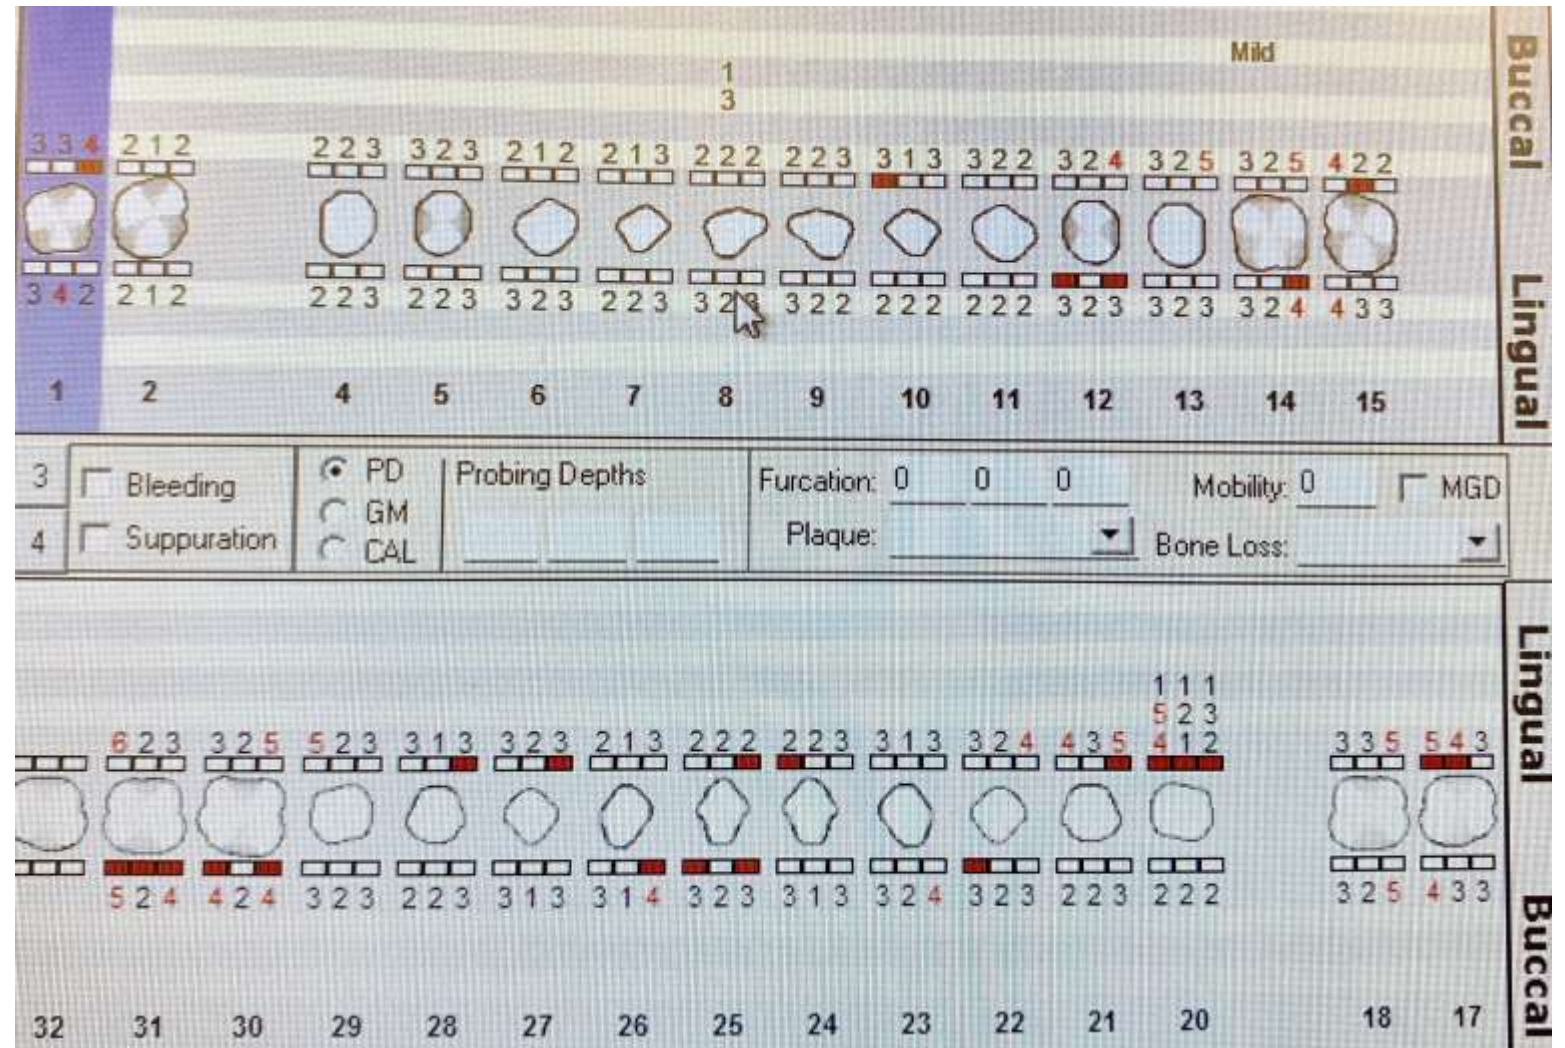 Mild
1
3
3 3 4 2 1 2 2 2 3 3 2 3 2 1 2 2 1 3 2 2 2 2 2 3 3 1 3 3 2 2 3 2 4 3 2 5 3 2 5 4 2 2
Buccal
3 4 2 2 1 2 2 2 3 2 2 3 3 2 3 2 2 3 3 2 3 2 2 2 2 2 2 2 3 2 3 3 2 3 3 2 4 4 3 3
Lingual
1 2 4 5 6 7 8 9 10 11 12 13 14 15
3 Bleeding PD Probing Depths Furcation: 0 0 0 Mobility: 0 MGD
GM
4 Suppuration CAL Plaque: Bone Loss:
1 1 1
5 2 3
6 2 3 3 2 5 5 2 3 3 1 3 3 2 3 2 1 3 2 2 2 2 2 3 3 1 3 3 2 4 4 3 5 4 1 2 3 3 5 5 4 3
Lingual
5 2 4 4 2 4 3 2 3 2 2 3 3 1 3 3 1 4 3 2 3 3 1 3 3 2 4 3 2 3 2 2 3 2 2 2 3 2 5 4 3 3
Buccal
32 31 30 29 28 27 26 25 24 23 22 21 20 18 17